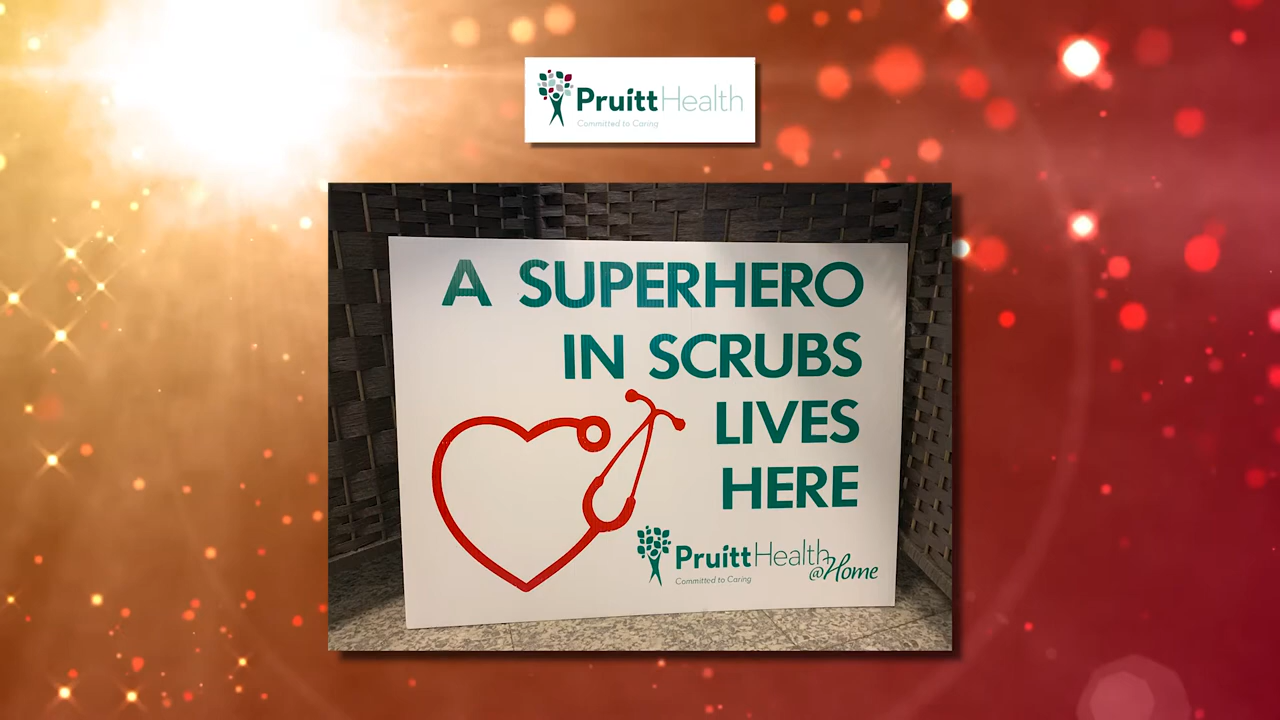 PruittHealth
Committed to Caring
A SUPERHERO
IN SCRUBS
LIVES
HERE
PruittHealth
@Home
Committed to Caring